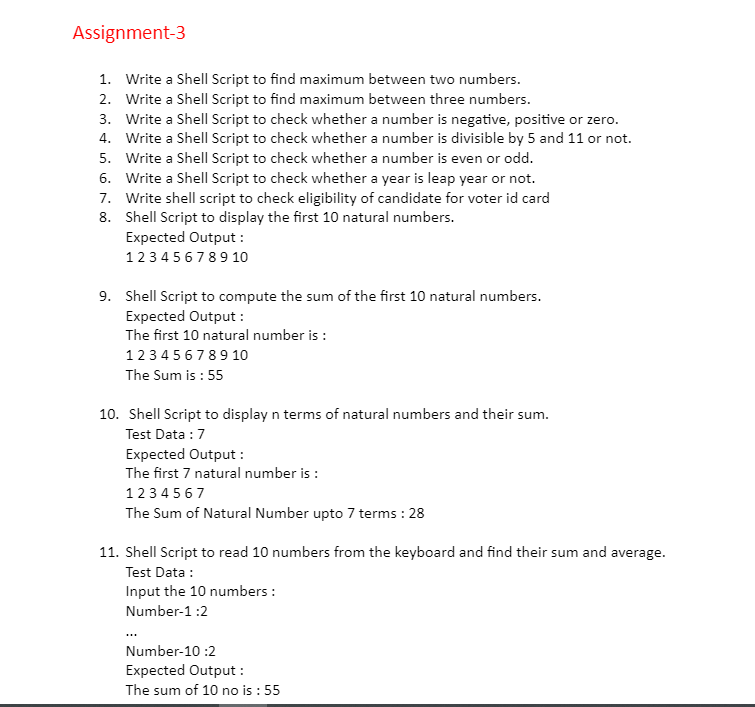 Assignment-3
1. Write a Shell Script to find maximum between two numbers.
2. Write a Shell Script to find maximum between three numbers.
3. Write a Shell Script to check whether a number is negative, positive or zero.
4. Write a Shell Script to check whether a number is divisible by 5 and 11 or not.
5. Write a Shell Script to check whether a number is even or odd.
6. Write a Shell Script to check whether a year is leap year or not.
7. Write shell script to check eligibility of candidate for voter id card
8. Shell Script to display the first 10 natural numbers.
Expected Output :
1 2 3 4 5 6 7 8 9 10
9. Shell Script to compute the sum of the first 10 natural numbers.
Expected Output :
The first 10 natural number is :
1 2 3 4 5 6 7 8 9 10
The Sum is : 55
10. Shell Script to display n terms of natural numbers and their sum.
Test Data : 7
Expected Output :
The first 7 natural number is :
1 2 3 4 5 6 7
The Sum of Natural Number upto 7 terms : 28
11. Shell Script to read 10 numbers from the keyboard and find their sum and average.
Test Data :
Input the 10 numbers :
Number-1 :2
...
Number-10 :2
Expected Output :
The sum of 10 no is : 55